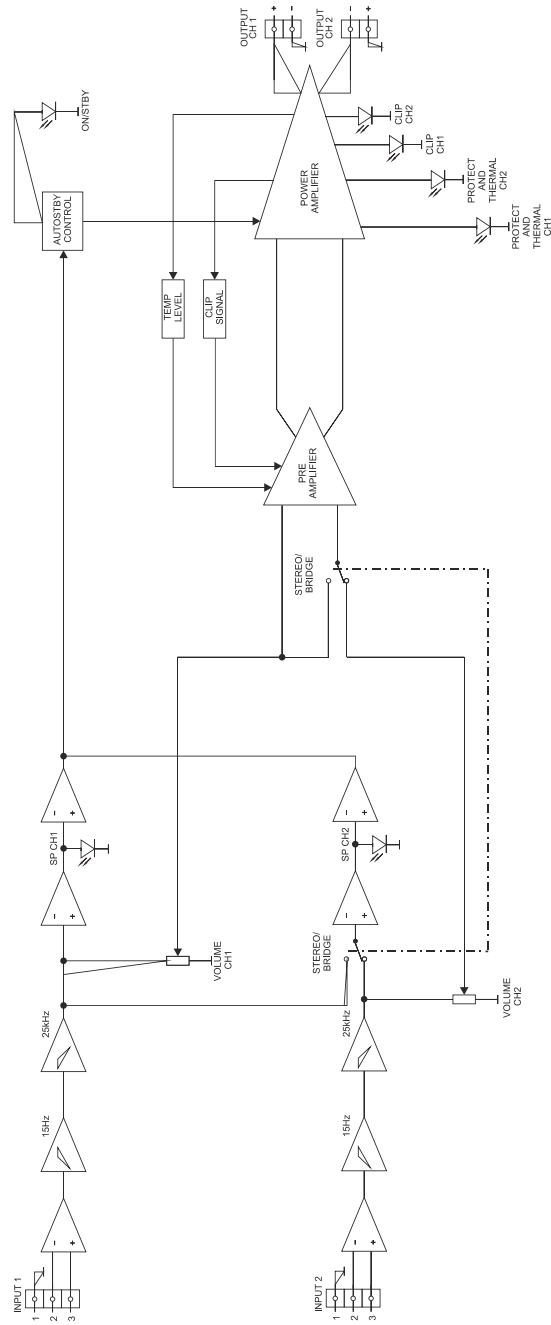 INPUT 1
1
2
3
-
+
15Hz
25kHz
VOLUME
CH1
-
+
SP CH1
-
+
AUTOSTBY
CONTROL
ON/STBY
INPUT 2
1
2
3
-
+
15Hz
25kHz
VOLUME
CH2
STEREO/
BRIDGE
-
+
SP CH2
-
+
STEREO/
BRIDGE
PRE
AMPLIFIER
TEMP
LEVEL
CLIP
SIGNAL
POWER
AMPLIFIER
OUTPUT
CH 1
+
-
OUTPUT
CH 2
-
+
CLIP
CH2
CLIP
CH1
PROTECT
AND
THERMAL
CH2
PROTECT
AND
THERMAL
CH1